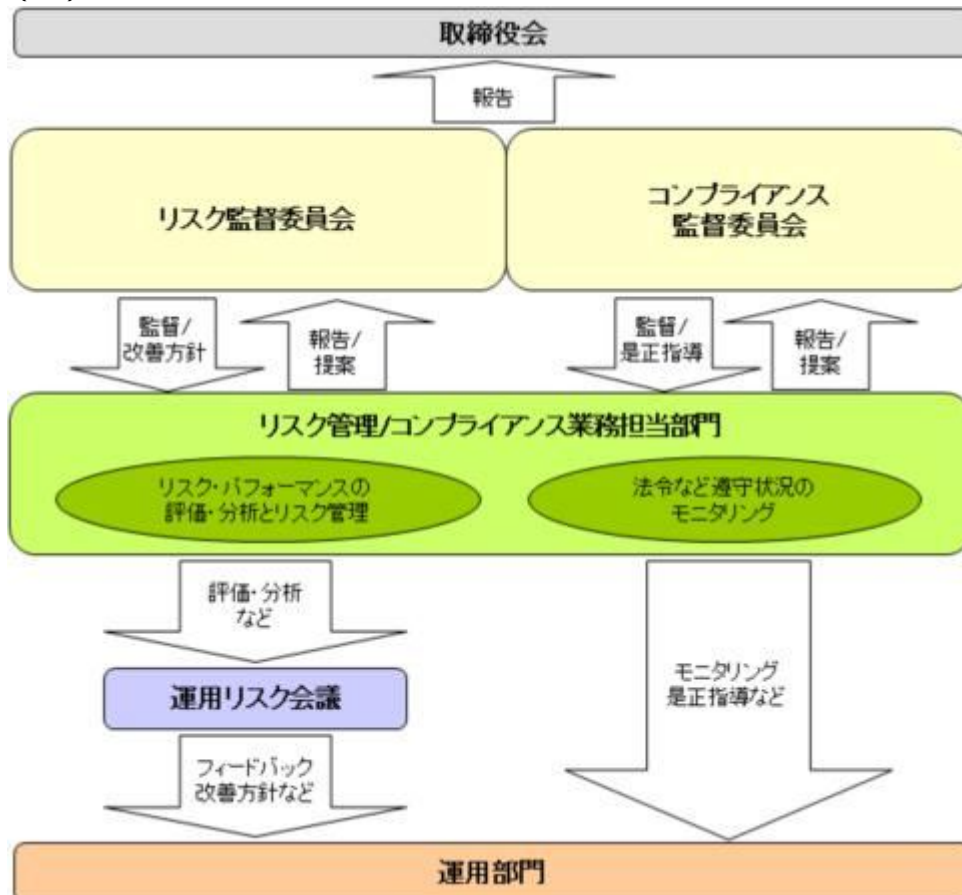 取締役会
報告
リスク監督委員会
コンプライアンス
監督委員会
監督/
改善方針
報告/
提案
監督/
是正指導
報告/
提案
リスク管理/コンプライアンス業務担当部門
リスク・パフォーマンスの
評価・分析とリスク管理
法令など遵守状況の
モニタリング
評価・分析
など
運用リスク会議
モニタリング
是正指導など
フィードバック
改善方針など
運用部門